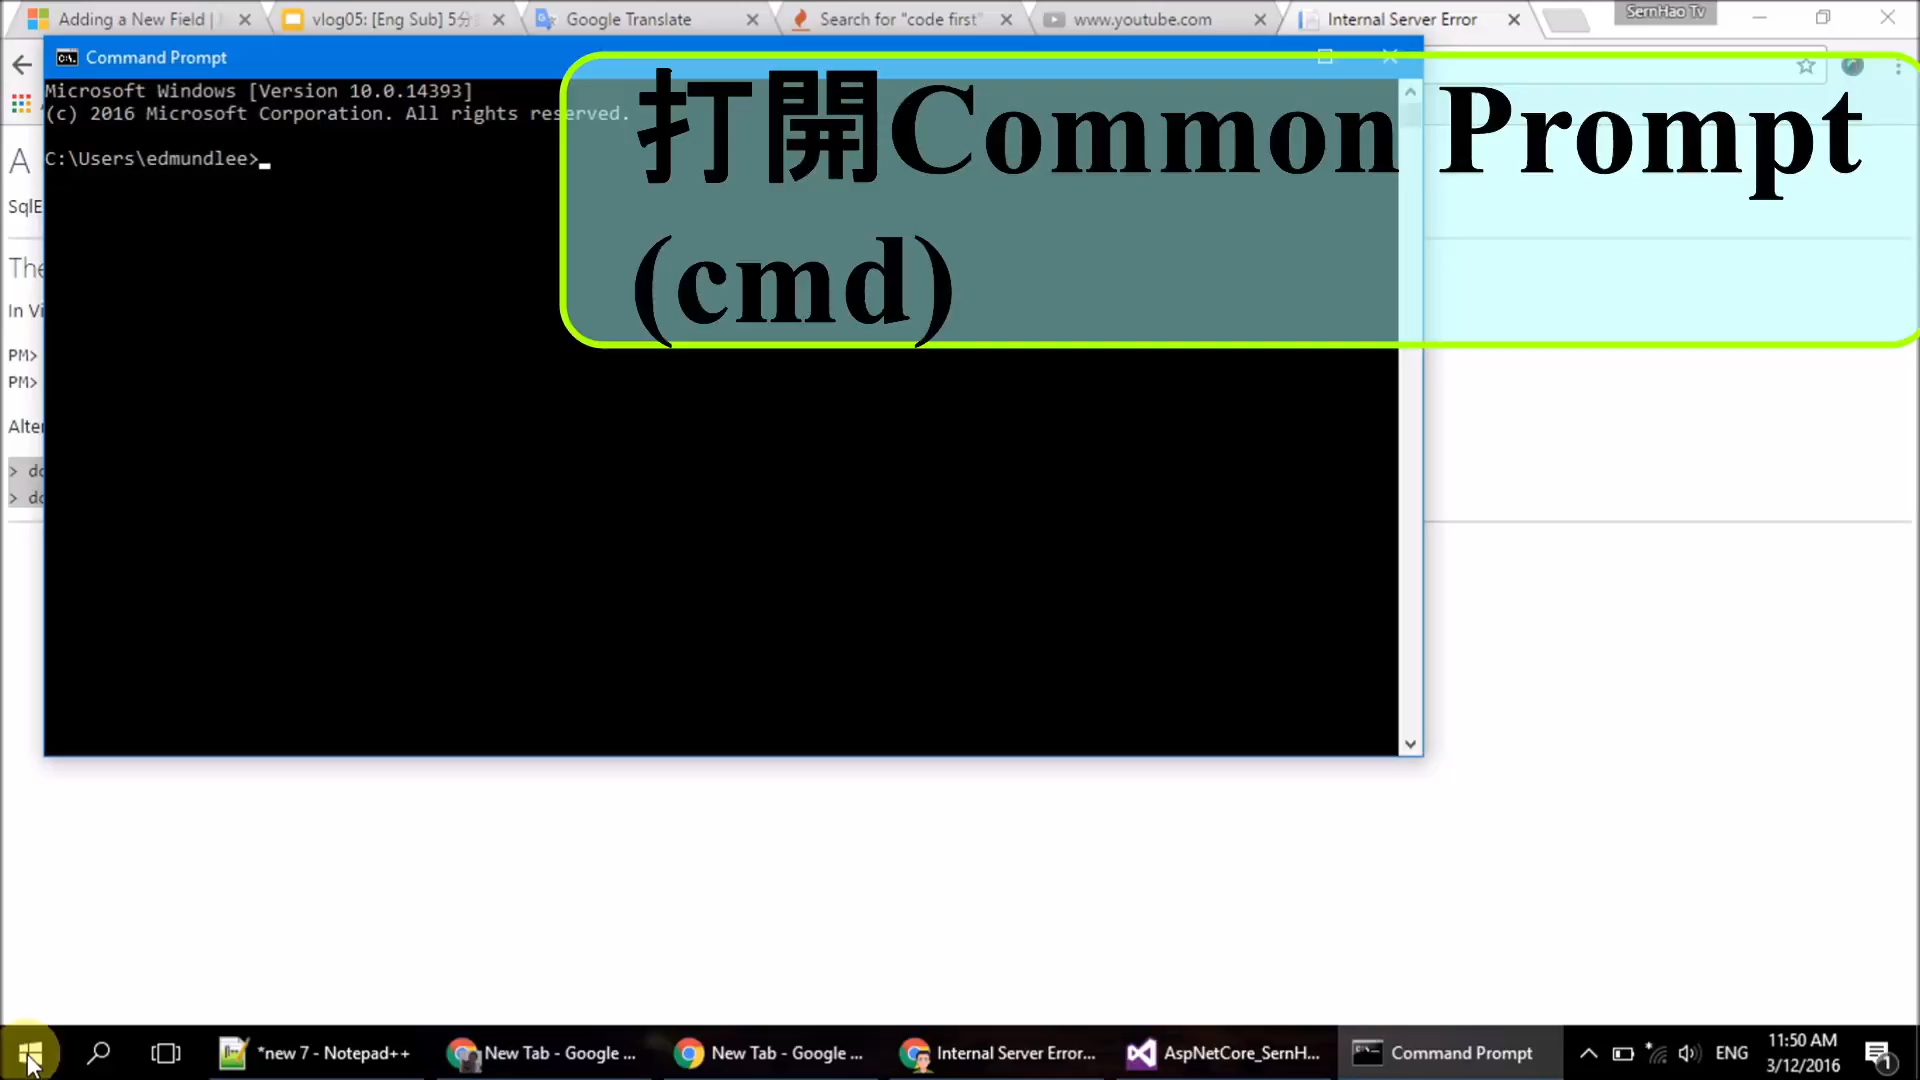 Adding a New Field |
vlog05: [Eng Sub] 5分
Google Translate
Search for "code first"
www.youtube.com
Internal Server Error
SernHao Tv
Command Prompt
Microsoft Windows [Version 10.0.14393]
(c) 2016 Microsoft Corporation. All rights reserved.
C:\Users\edmundlee>
打開Common Prompt
(cmd)
A
SqlE
The
In Vi
PM>
PM>
Alter
> do
> do
*new 7 - Notepad++
New Tab - Google ...
New Tab - Google ...
Internal Server Error...
AspNetCore_SernH...
Command Prompt
ENG
11:50 AM
3/12/2016
1